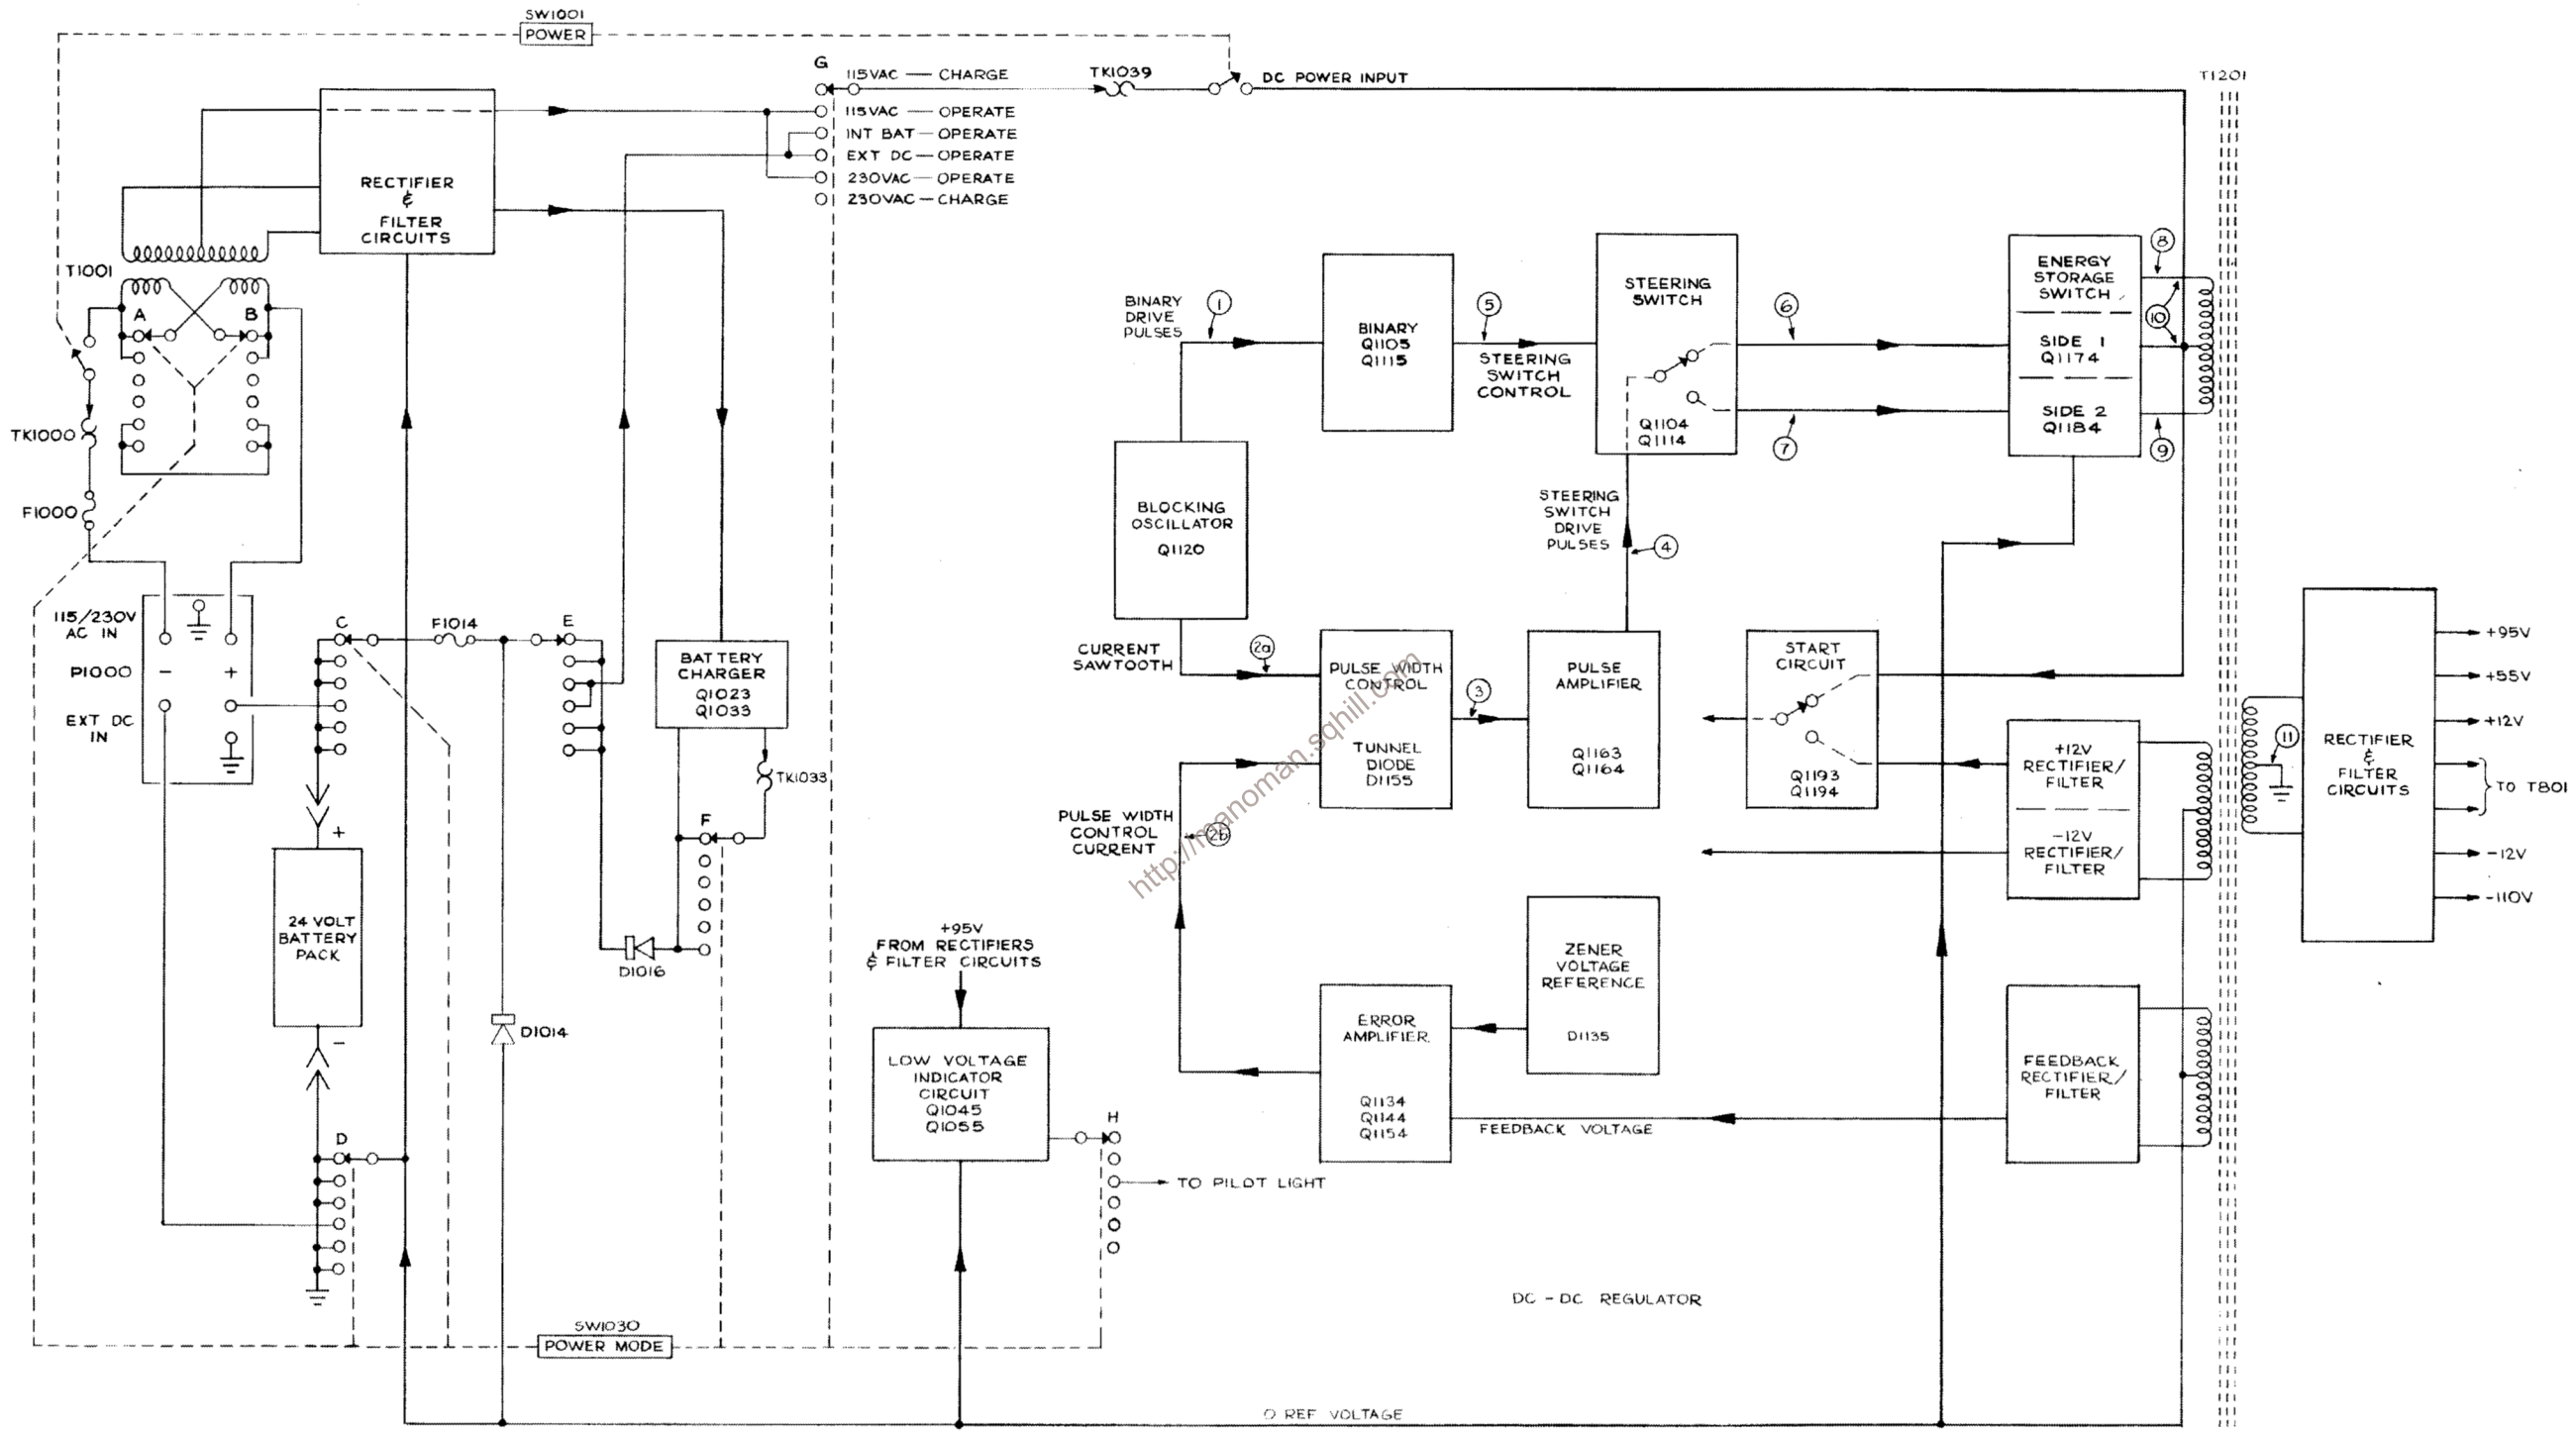 SW1001
POWER
G
115VAC — CHARGE
115VAC — OPERATE
INT BAT — OPERATE
EXT DC — OPERATE
230VAC — OPERATE
230VAC — CHARGE
TK1039
DC POWER INPUT
T1201
RECTIFIER
&
FILTER
CIRCUITS
T1001
A
B
TK1000
F1000
115/230V
AC IN
P1000
−
+
EXT DC
IN
C
F1014
E
BATTERY
CHARGER
Q1023
Q1033
TK1033
F
D1016
+
24 VOLT
BATTERY
PACK
−
D1014
D
SW1030
POWER MODE
+95V
FROM RECTIFIERS
& FILTER CIRCUITS
LOW VOLTAGE
INDICATOR
CIRCUIT
Q1045
Q1055
H
TO PILOT LIGHT
BINARY
DRIVE
PULSES
1
BINARY
Q1105
Q1115
5
STEERING
SWITCH
CONTROL
STEERING
SWITCH
Q1104
Q1114
6
7
ENERGY
STORAGE
SWITCH
SIDE 1
Q1174
SIDE 2
Q1184
8
10
9
BLOCKING
OSCILLATOR
Q1120
STEERING
SWITCH
DRIVE
PULSES
4
CURRENT
SAWTOOTH
2a
PULSE WIDTH
CONTROL
TUNNEL
DIODE
D1155
3
PULSE
AMPLIFIER
Q1163
Q1164
START
CIRCUIT
Q1193
Q1194
+12V
RECTIFIER/
FILTER
−12V
RECTIFIER/
FILTER
PULSE WIDTH
CONTROL
CURRENT
2b
ZENER
VOLTAGE
REFERENCE
D1135
ERROR
AMPLIFIER
Q1134
Q1144
Q1154
FEEDBACK VOLTAGE
FEEDBACK
RECTIFIER/
FILTER
11
RECTIFIER
&
FILTER
CIRCUITS
+95V
+55V
+12V
TO T801
−12V
−110V
DC - DC REGULATOR
O REF VOLTAGE
http://manoman.sqhill.com